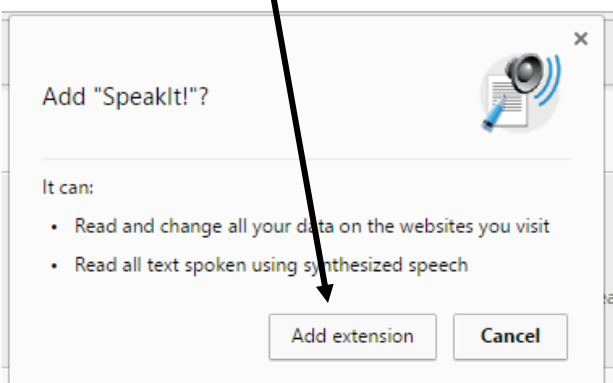 Add "SpeakIt!"?
It can:
• Read and change all your data on the websites you visit
• Read all text spoken using synthesized speech
Add extension
Cancel